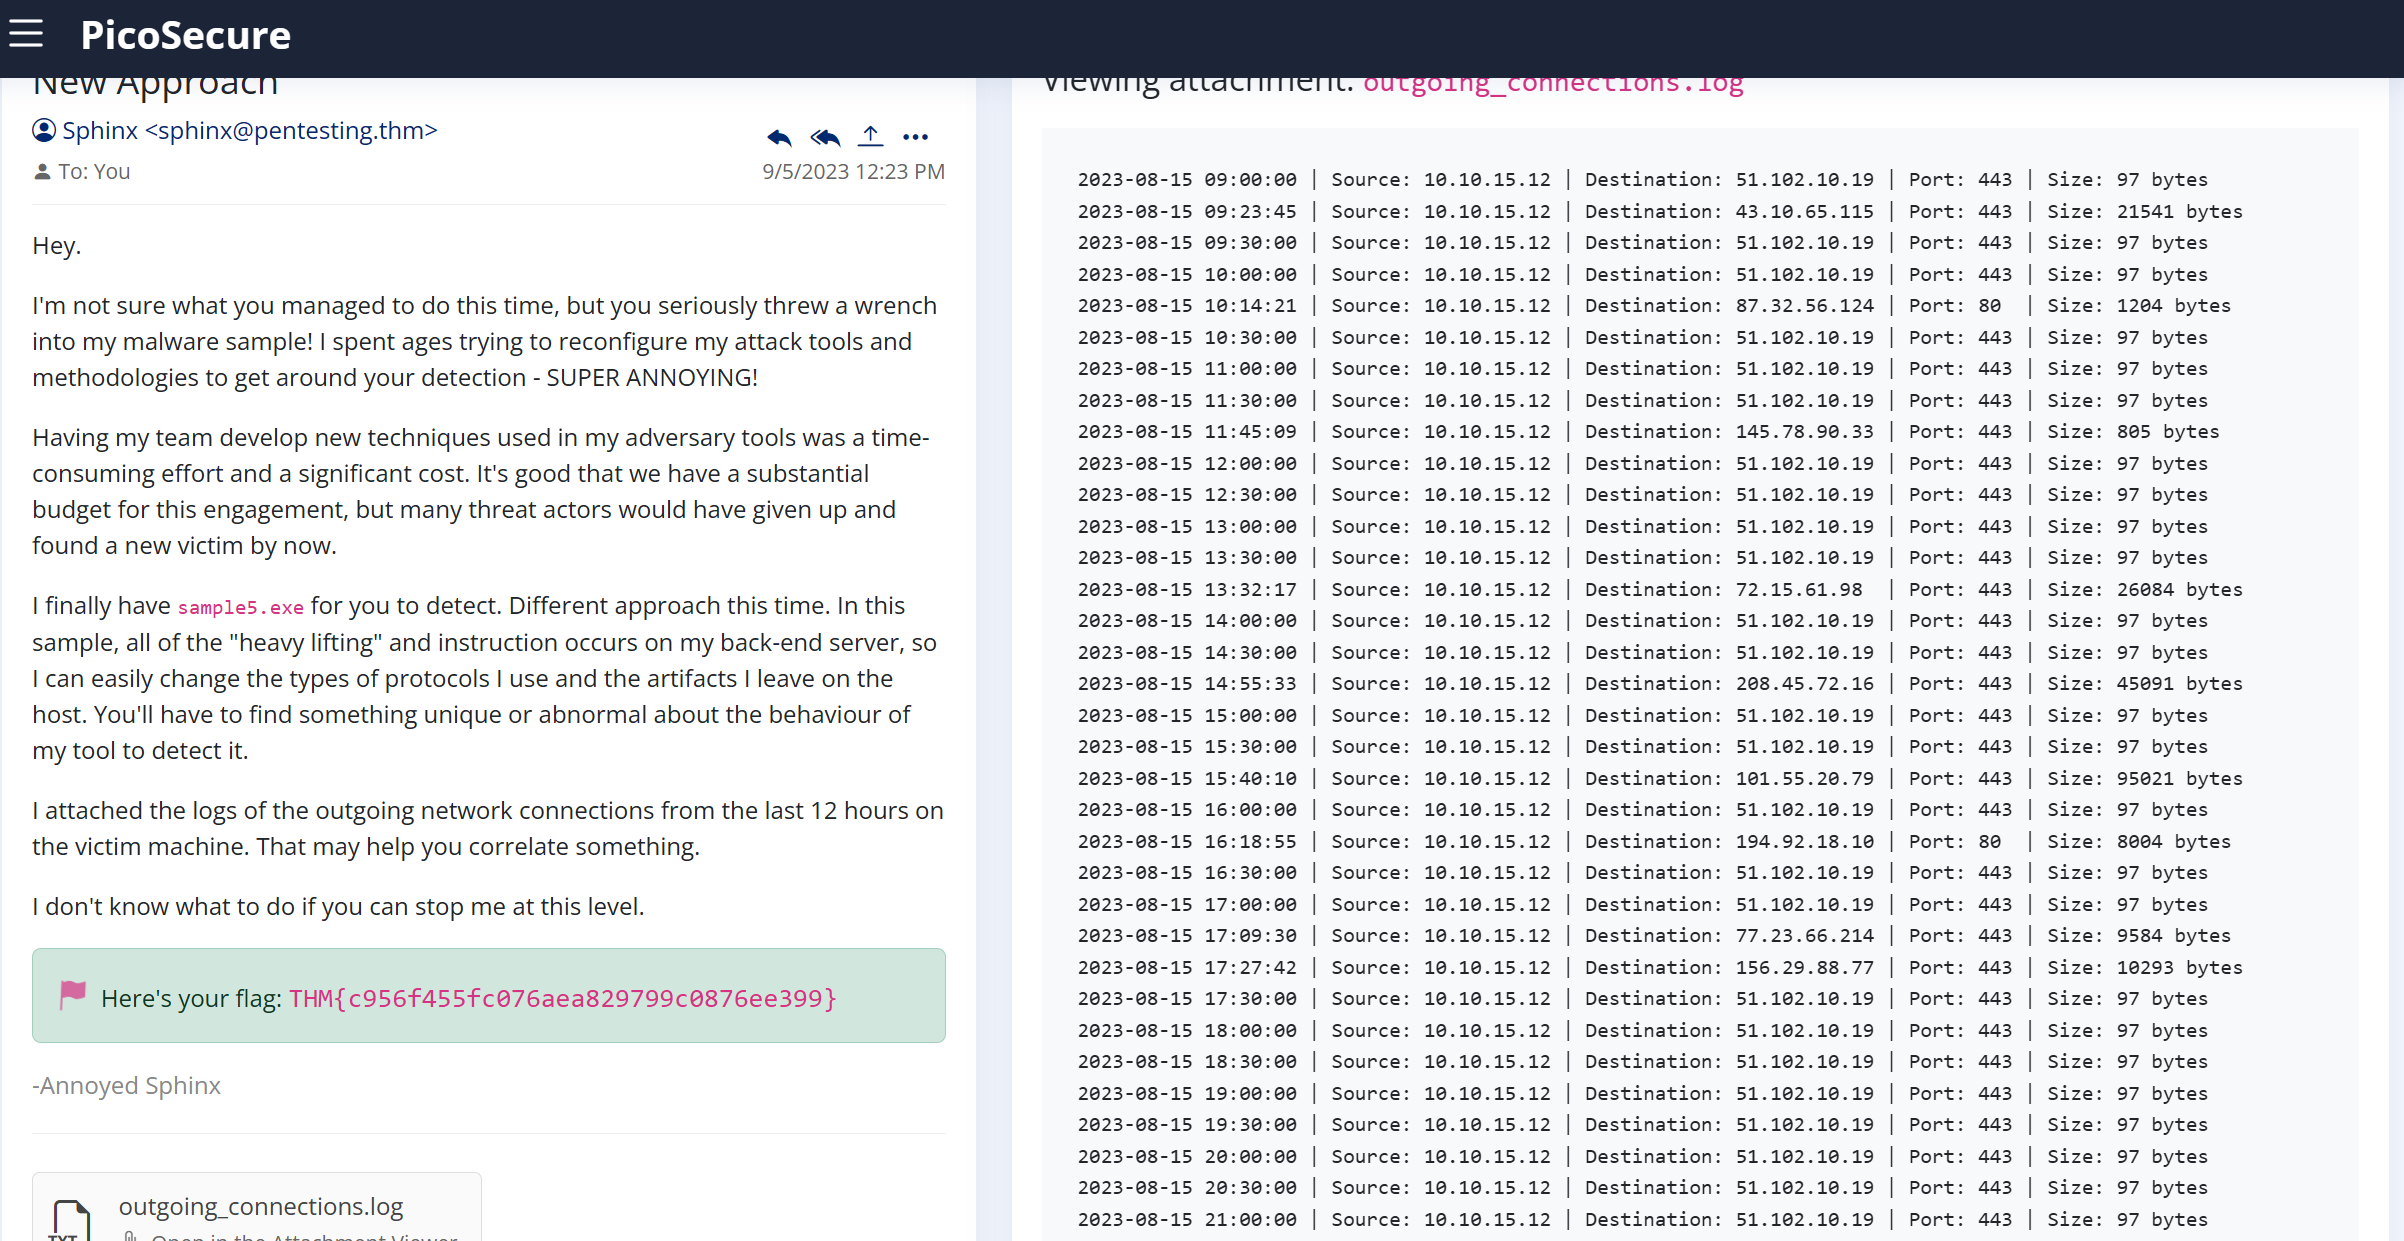 PicoSecure
New Approach
Sphinx <sphinx@pentesting.thm>
To: You
9/5/2023 12:23 PM
Hey.
I'm not sure what you managed to do this time, but you seriously threw a wrench
into my malware sample! I spent ages trying to reconfigure my attack tools and
methodologies to get around your detection - SUPER ANNOYING!
Having my team develop new techniques used in my adversary tools was a time-
consuming effort and a significant cost. It's good that we have a substantial
budget for this engagement, but many threat actors would have given up and
found a new victim by now.
I finally have sample5.exe for you to detect. Different approach this time. In this
sample, all of the "heavy lifting" and instruction occurs on my back-end server, so
I can easily change the types of protocols I use and the artifacts I leave on the
host. You'll have to find something unique or abnormal about the behaviour of
my tool to detect it.
I attached the logs of the outgoing network connections from the last 12 hours on
the victim machine. That may help you correlate something.
I don't know what to do if you can stop me at this level.
Here's your flag: THM{c956f455fc076aea829799c0876ee399}
-Annoyed Sphinx
outgoing_connections.log
TXT
Open in the Attachment Viewer
Viewing attachment: outgoing_connections.log
2023-08-15 09:00:00 | Source: 10.10.15.12 | Destination: 51.102.10.19 | Port: 443 | Size: 97 bytes
2023-08-15 09:23:45 | Source: 10.10.15.12 | Destination: 43.10.65.115 | Port: 443 | Size: 21541 bytes
2023-08-15 09:30:00 | Source: 10.10.15.12 | Destination: 51.102.10.19 | Port: 443 | Size: 97 bytes
2023-08-15 10:00:00 | Source: 10.10.15.12 | Destination: 51.102.10.19 | Port: 443 | Size: 97 bytes
2023-08-15 10:14:21 | Source: 10.10.15.12 | Destination: 87.32.56.124 | Port: 80 | Size: 1204 bytes
2023-08-15 10:30:00 | Source: 10.10.15.12 | Destination: 51.102.10.19 | Port: 443 | Size: 97 bytes
2023-08-15 11:00:00 | Source: 10.10.15.12 | Destination: 51.102.10.19 | Port: 443 | Size: 97 bytes
2023-08-15 11:30:00 | Source: 10.10.15.12 | Destination: 51.102.10.19 | Port: 443 | Size: 97 bytes
2023-08-15 11:45:09 | Source: 10.10.15.12 | Destination: 145.78.90.33 | Port: 443 | Size: 805 bytes
2023-08-15 12:00:00 | Source: 10.10.15.12 | Destination: 51.102.10.19 | Port: 443 | Size: 97 bytes
2023-08-15 12:30:00 | Source: 10.10.15.12 | Destination: 51.102.10.19 | Port: 443 | Size: 97 bytes
2023-08-15 13:00:00 | Source: 10.10.15.12 | Destination: 51.102.10.19 | Port: 443 | Size: 97 bytes
2023-08-15 13:30:00 | Source: 10.10.15.12 | Destination: 51.102.10.19 | Port: 443 | Size: 97 bytes
2023-08-15 13:32:17 | Source: 10.10.15.12 | Destination: 72.15.61.98 | Port: 443 | Size: 26084 bytes
2023-08-15 14:00:00 | Source: 10.10.15.12 | Destination: 51.102.10.19 | Port: 443 | Size: 97 bytes
2023-08-15 14:30:00 | Source: 10.10.15.12 | Destination: 51.102.10.19 | Port: 443 | Size: 97 bytes
2023-08-15 14:55:33 | Source: 10.10.15.12 | Destination: 208.45.72.16 | Port: 443 | Size: 45091 bytes
2023-08-15 15:00:00 | Source: 10.10.15.12 | Destination: 51.102.10.19 | Port: 443 | Size: 97 bytes
2023-08-15 15:30:00 | Source: 10.10.15.12 | Destination: 51.102.10.19 | Port: 443 | Size: 97 bytes
2023-08-15 15:40:10 | Source: 10.10.15.12 | Destination: 101.55.20.79 | Port: 443 | Size: 95021 bytes
2023-08-15 16:00:00 | Source: 10.10.15.12 | Destination: 51.102.10.19 | Port: 443 | Size: 97 bytes
2023-08-15 16:18:55 | Source: 10.10.15.12 | Destination: 194.92.18.10 | Port: 80 | Size: 8004 bytes
2023-08-15 16:30:00 | Source: 10.10.15.12 | Destination: 51.102.10.19 | Port: 443 | Size: 97 bytes
2023-08-15 17:00:00 | Source: 10.10.15.12 | Destination: 51.102.10.19 | Port: 443 | Size: 97 bytes
2023-08-15 17:09:30 | Source: 10.10.15.12 | Destination: 77.23.66.214 | Port: 443 | Size: 9584 bytes
2023-08-15 17:27:42 | Source: 10.10.15.12 | Destination: 156.29.88.77 | Port: 443 | Size: 10293 bytes
2023-08-15 17:30:00 | Source: 10.10.15.12 | Destination: 51.102.10.19 | Port: 443 | Size: 97 bytes
2023-08-15 18:00:00 | Source: 10.10.15.12 | Destination: 51.102.10.19 | Port: 443 | Size: 97 bytes
2023-08-15 18:30:00 | Source: 10.10.15.12 | Destination: 51.102.10.19 | Port: 443 | Size: 97 bytes
2023-08-15 19:00:00 | Source: 10.10.15.12 | Destination: 51.102.10.19 | Port: 443 | Size: 97 bytes
2023-08-15 19:30:00 | Source: 10.10.15.12 | Destination: 51.102.10.19 | Port: 443 | Size: 97 bytes
2023-08-15 20:00:00 | Source: 10.10.15.12 | Destination: 51.102.10.19 | Port: 443 | Size: 97 bytes
2023-08-15 20:30:00 | Source: 10.10.15.12 | Destination: 51.102.10.19 | Port: 443 | Size: 97 bytes
2023-08-15 21:00:00 | Source: 10.10.15.12 | Destination: 51.102.10.19 | Port: 443 | Size: 97 bytes